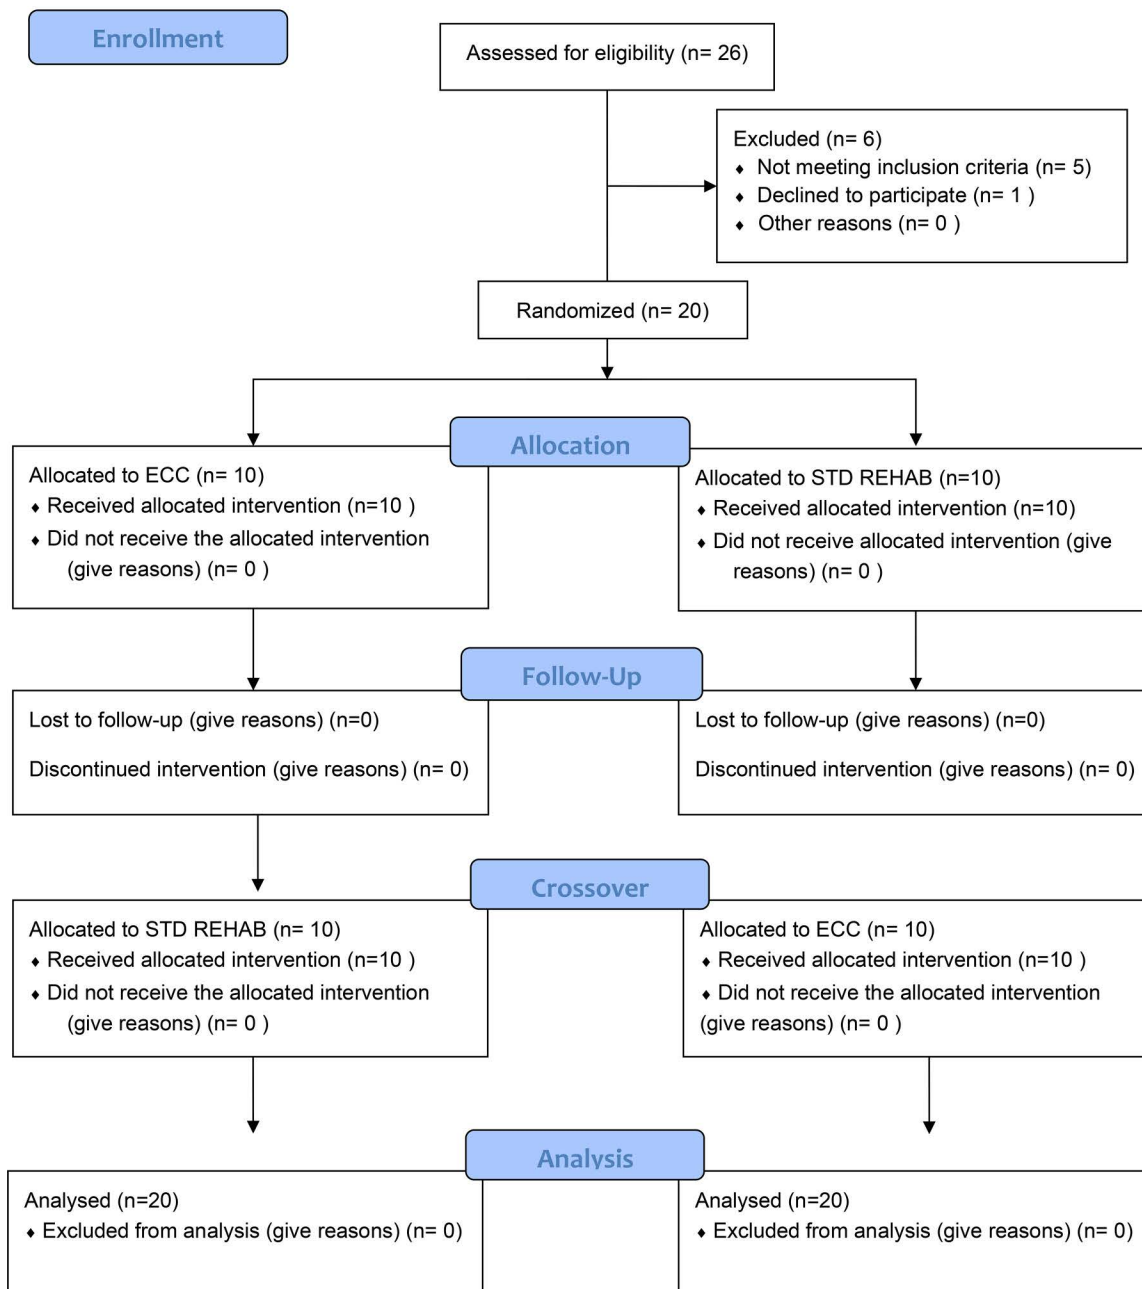 Enrollment
Assessed for eligibility (n= 26)
Excluded (n= 6)
♦ Not meeting inclusion criteria (n= 5)
♦ Declined to participate (n= 1 )
♦ Other reasons (n= 0 )
Randomized (n= 20)
Allocation
Allocated to ECC (n= 10)
♦ Received allocated intervention (n=10 )
♦ Did not receive the allocated intervention
(give reasons) (n= 0 )
Allocated to STD REHAB (n=10)
♦ Received allocated intervention (n=10)
♦ Did not receive allocated intervention (give
reasons) (n= 0 )
Follow-Up
Lost to follow-up (give reasons) (n=0)
Discontinued intervention (give reasons) (n= 0)
Lost to follow-up (give reasons) (n=0)
Discontinued intervention (give reasons) (n= 0)
Crossover
Allocated to STD REHAB (n= 10)
♦ Received allocated intervention (n=10 )
♦ Did not receive the allocated intervention
(give reasons) (n= 0 )
Allocated to ECC (n= 10)
♦ Received allocated intervention (n=10 )
♦ Did not receive the allocated intervention
(give reasons) (n= 0 )
Analysis
Analysed (n=20)
♦ Excluded from analysis (give reasons) (n= 0)
Analysed (n=20)
♦ Excluded from analysis (give reasons) (n= 0)